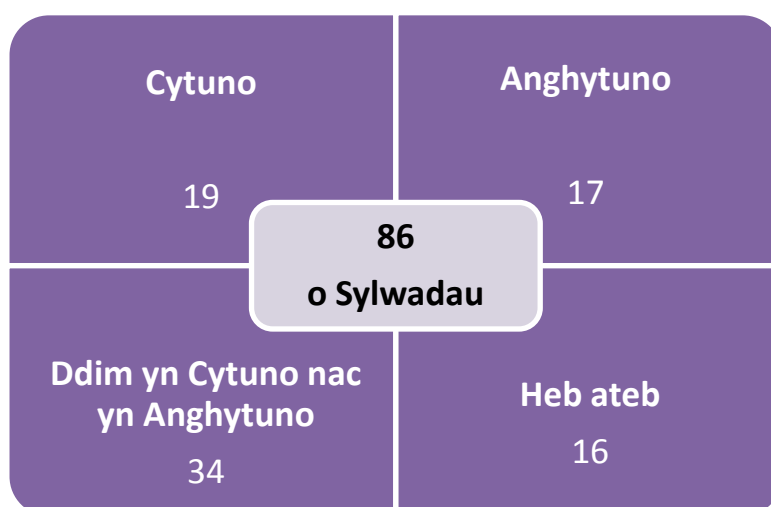 Cytuno
19
Anghytuno
17
86
o Sylwadau
Ddim yn Cytuno nac
yn Anghytuno
34
Heb ateb
16